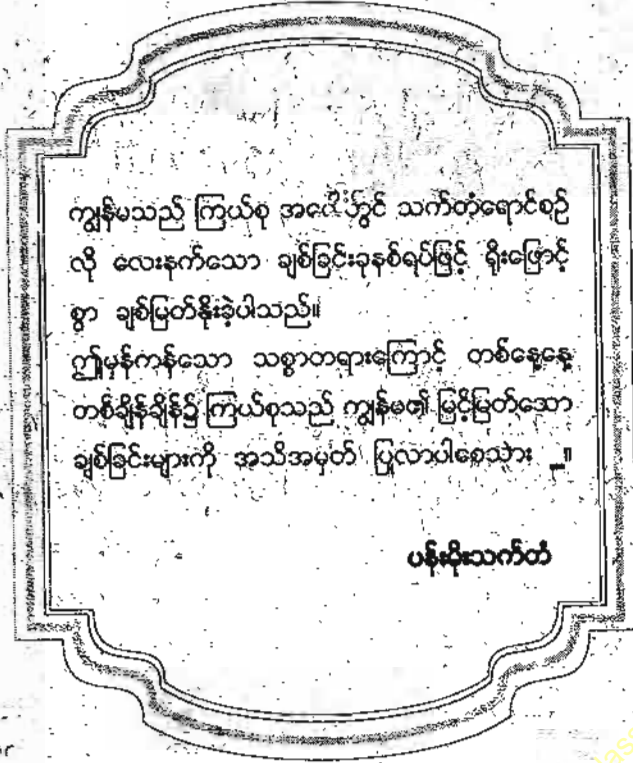 ကျွန်မသည် ကြယ်စု အပေါ်တွင် သက်တံ့ရောင်စဉ်
လို လေးနက်သော ချစ်ခြင်းခုနစ်ရပ်ဖြင့် ရိုးဖြောင့်
စွာ ချစ်မြတ်နိုးခဲ့ပါသည်။
ဤမှန်ကန်သော သစ္စာတရားကြောင့် တစ်နေ့နေ့
တစ်ချိန်ချိန်၌ ကြယ်စုသည် ကျွန်မ၏ မြင့်မြတ်သော
ချစ်ခြင်းများကို အသိအမှတ် ပြုလာပါစေသား _။
ပန်းမိုးသက်တံ